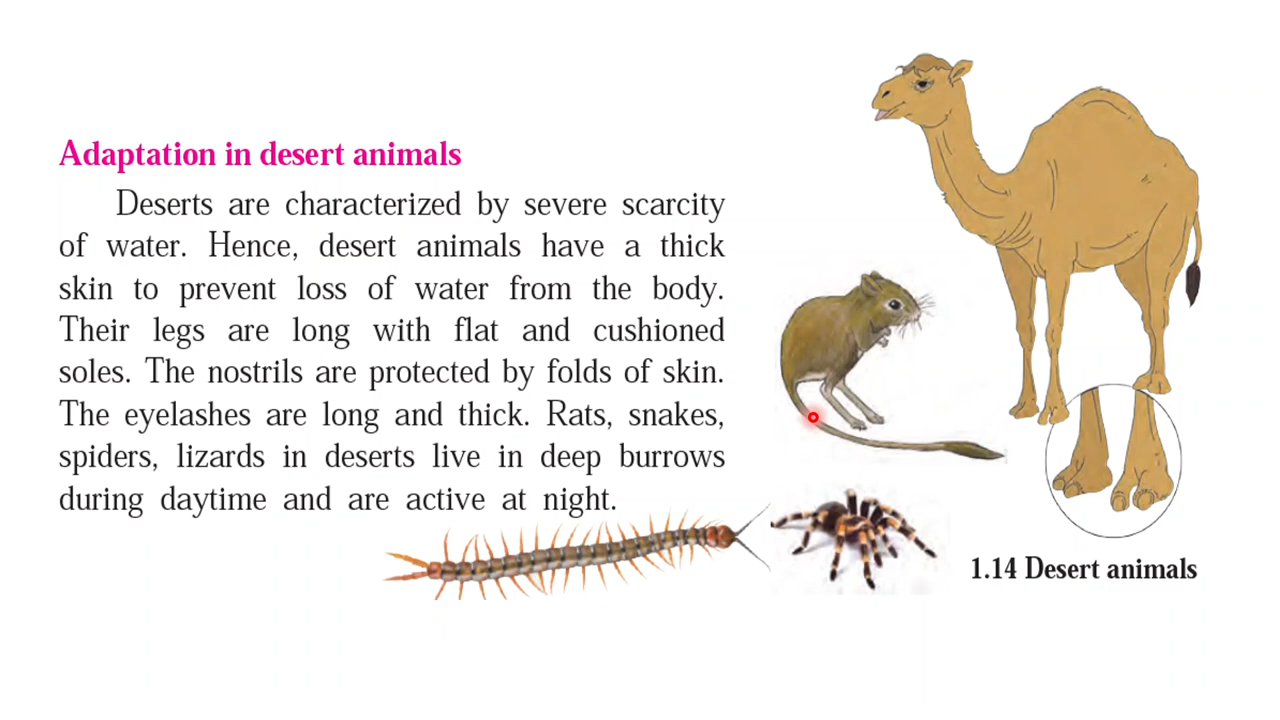 Adaptation in desert animals
Deserts are characterized by severe scarcity
of water. Hence, desert animals have a thick
skin to prevent loss of water from the body.
Their legs are long with flat and cushioned
soles. The nostrils are protected by folds of skin.
The eyelashes are long and thick. Rats, snakes,
spiders, lizards in deserts live in deep burrows
during daytime and are active at night.
1.14 Desert animals